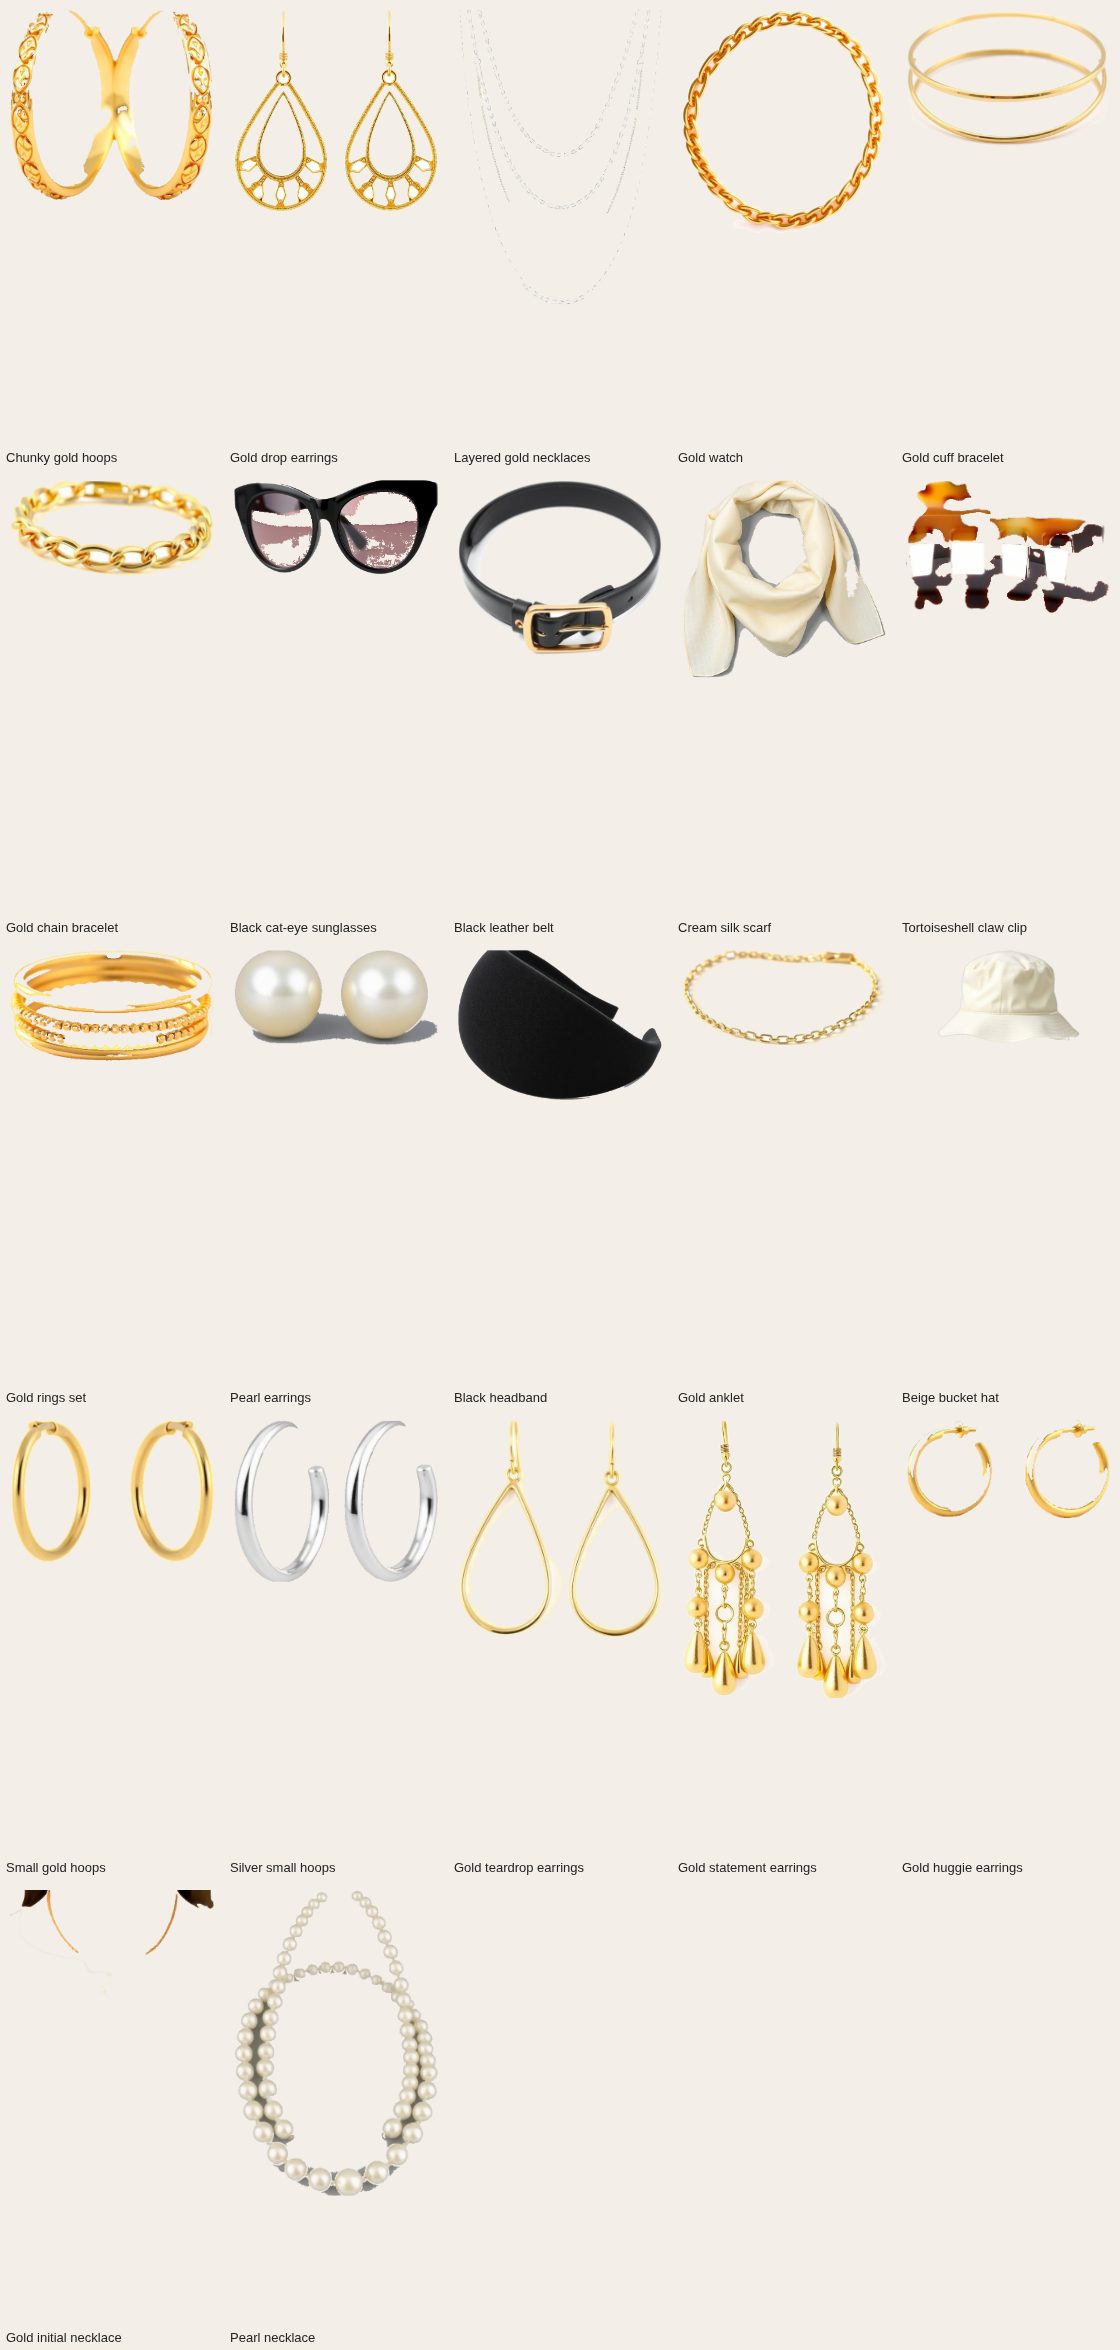 Chunky gold hoops
Gold drop earrings
Layered gold necklaces
Gold watch
Gold cuff bracelet
Gold chain bracelet
Black cat-eye sunglasses
Black leather belt
Cream silk scarf
Tortoiseshell claw clip
Gold rings set
Pearl earrings
Black headband
Gold anklet
Beige bucket hat
Small gold hoops
Silver small hoops
Gold teardrop earrings
Gold statement earrings
Gold huggie earrings
Gold initial necklace
Pearl necklace